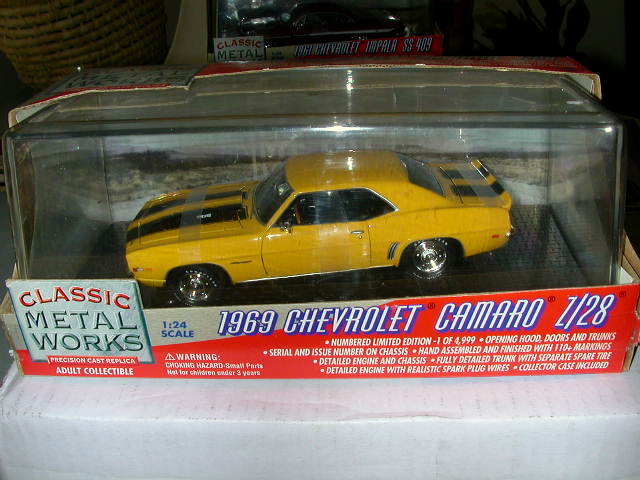 CLASSIC
METAL
1961 CHEVROLET IMPALA SS 409
CLASSIC
METAL
WORKS
PRECISION CAST REPLICA
ADULT COLLECTIBLE
1:24
SCALE
1969 CHEVROLET® CAMARO® Z/28®
• NUMBERED LIMITED EDITION - 1 OF 4,999 • OPENING HOOD, DOORS AND TRUNKS
• SERIAL AND ISSUE NUMBER ON CHASSIS • HAND ASSEMBLED AND FINISHED WITH 110+ MARKINGS
• DETAILED ENGINE AND CHASSIS • FULLY DETAILED TRUNK WITH SEPARATE SPARE TIRE
• DETAILED ENGINE WITH REALISTIC SPARK PLUG WIRES • COLLECTOR CASE INCLUDED
⚠WARNING:
CHOKING HAZARD-Small Parts
Not for children under 3 years